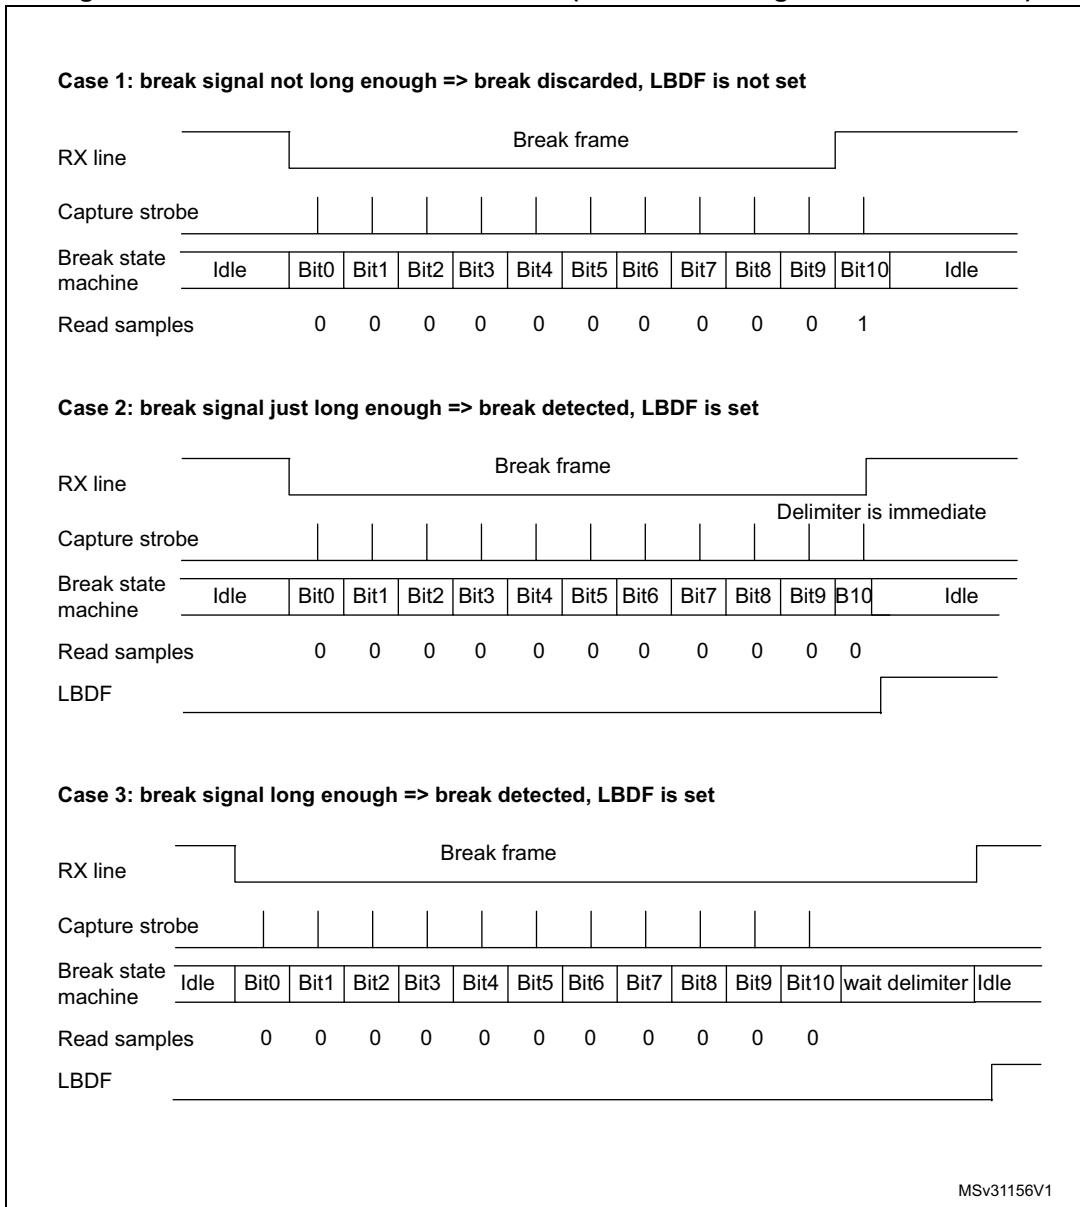 Case 1: break signal not long enough => break discarded, LBDF is not set
Break frame
RX line
Capture strobe
Break state machine Idle Bit0 Bit1 Bit2 Bit3 Bit4 Bit5 Bit6 Bit7 Bit8 Bit9 Bit10 Idle
Read samples 0 0 0 0 0 0 0 0 0 0 1
Case 2: break signal just long enough => break detected, LBDF is set
Break frame
RX line
Delimiter is immediate
Capture strobe
Break state machine Idle Bit0 Bit1 Bit2 Bit3 Bit4 Bit5 Bit6 Bit7 Bit8 Bit9 B10 Idle
Read samples 0 0 0 0 0 0 0 0 0 0 0
LBDF
Case 3: break signal long enough => break detected, LBDF is set
Break frame
RX line
Capture strobe
Break state machine Idle Bit0 Bit1 Bit2 Bit3 Bit4 Bit5 Bit6 Bit7 Bit8 Bit9 Bit10 wait delimiter Idle
Read samples 0 0 0 0 0 0 0 0 0 0 0
LBDF
MSv31156V1